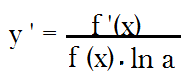 y ' = f '(x) / f (x) . ln a